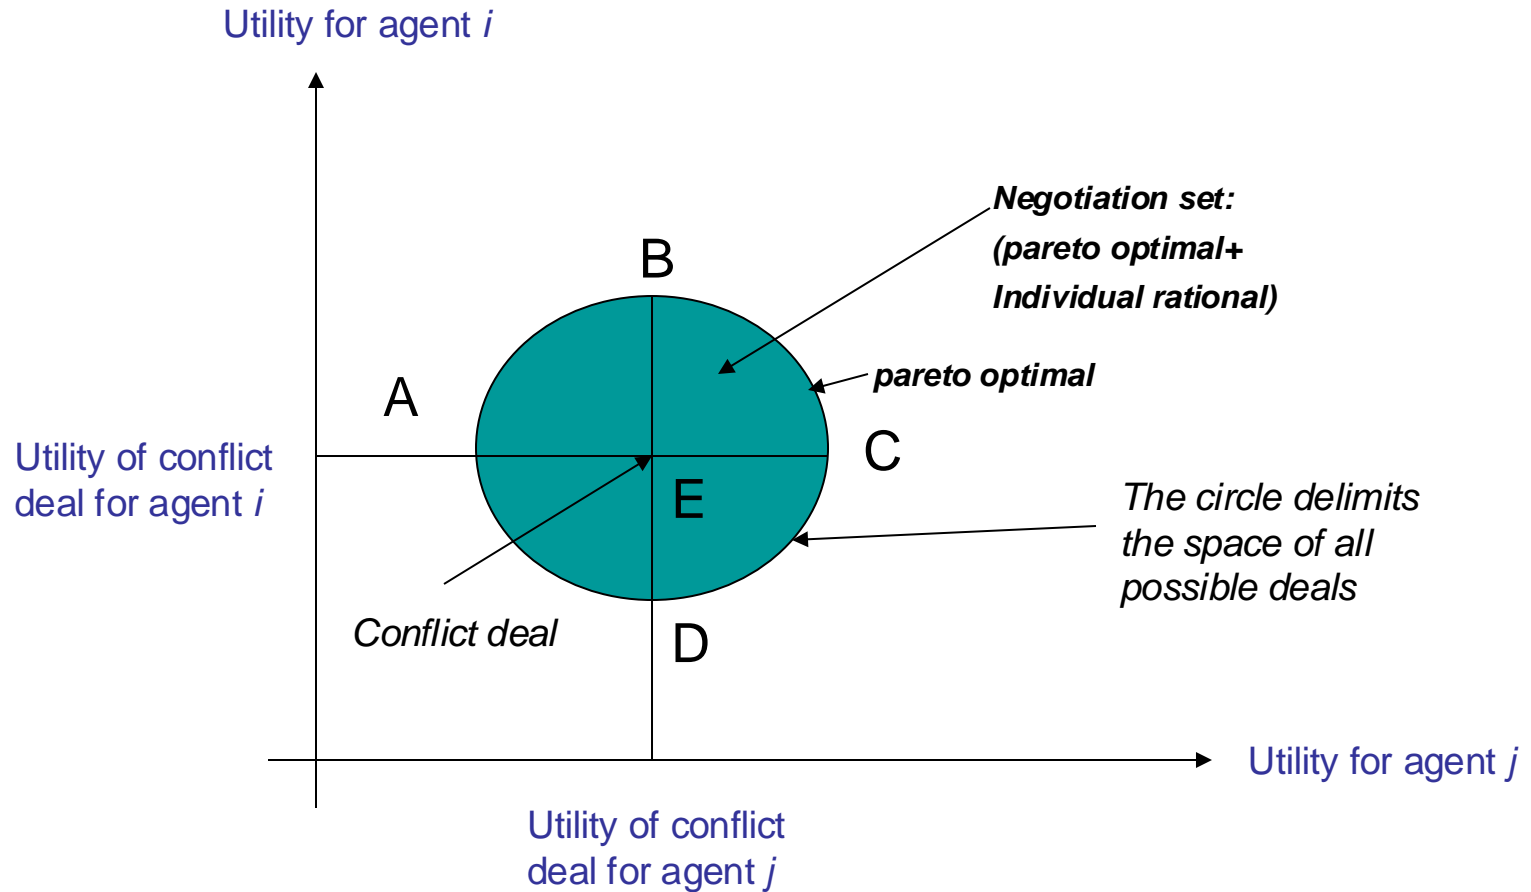 Utility for agent i
Negotiation set:
(pareto optimal+
Individual rational)
B
pareto optimal
A
C
Utility of conflict
deal for agent i
E
The circle delimits
the space of all
possible deals
Conflict deal
D
Utility for agent j
Utility of conflict
deal for agent j